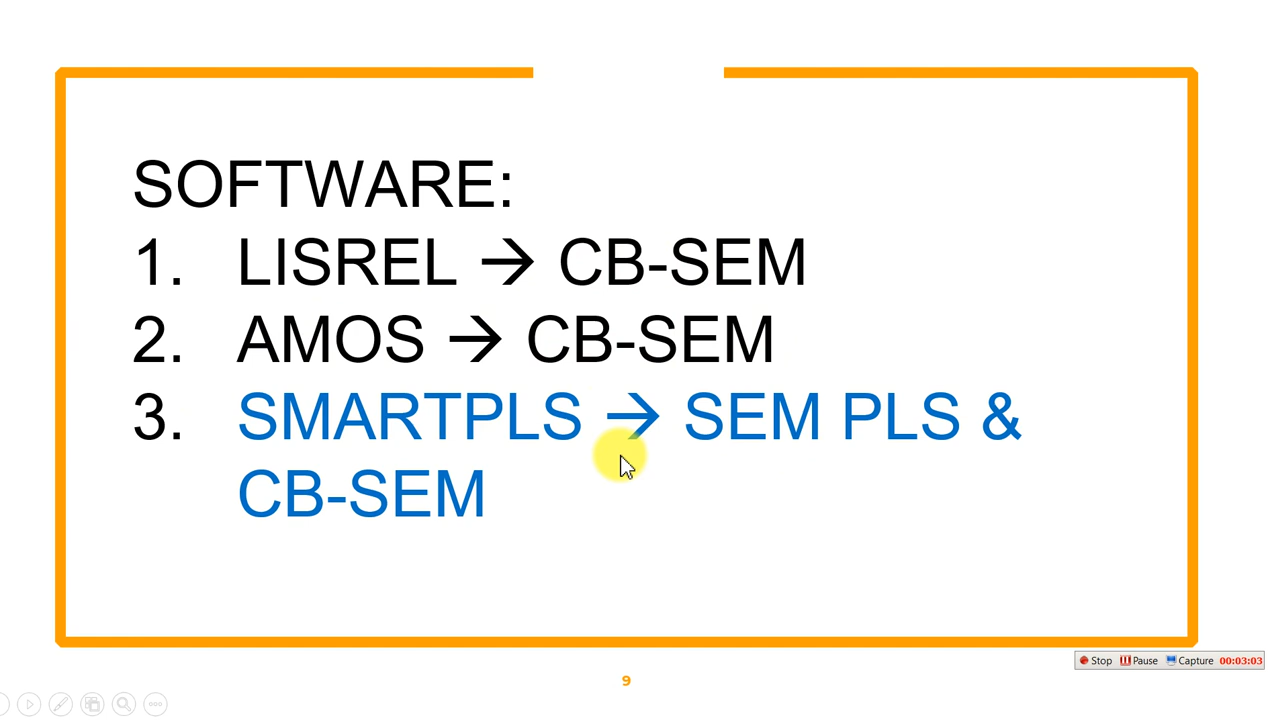 SOFTWARE:
1. LISREL → CB-SEM
2. AMOS → CB-SEM
3. SMARTPLS → SEM PLS &
CB-SEM
Stop Pause Capture 00:03:03
9